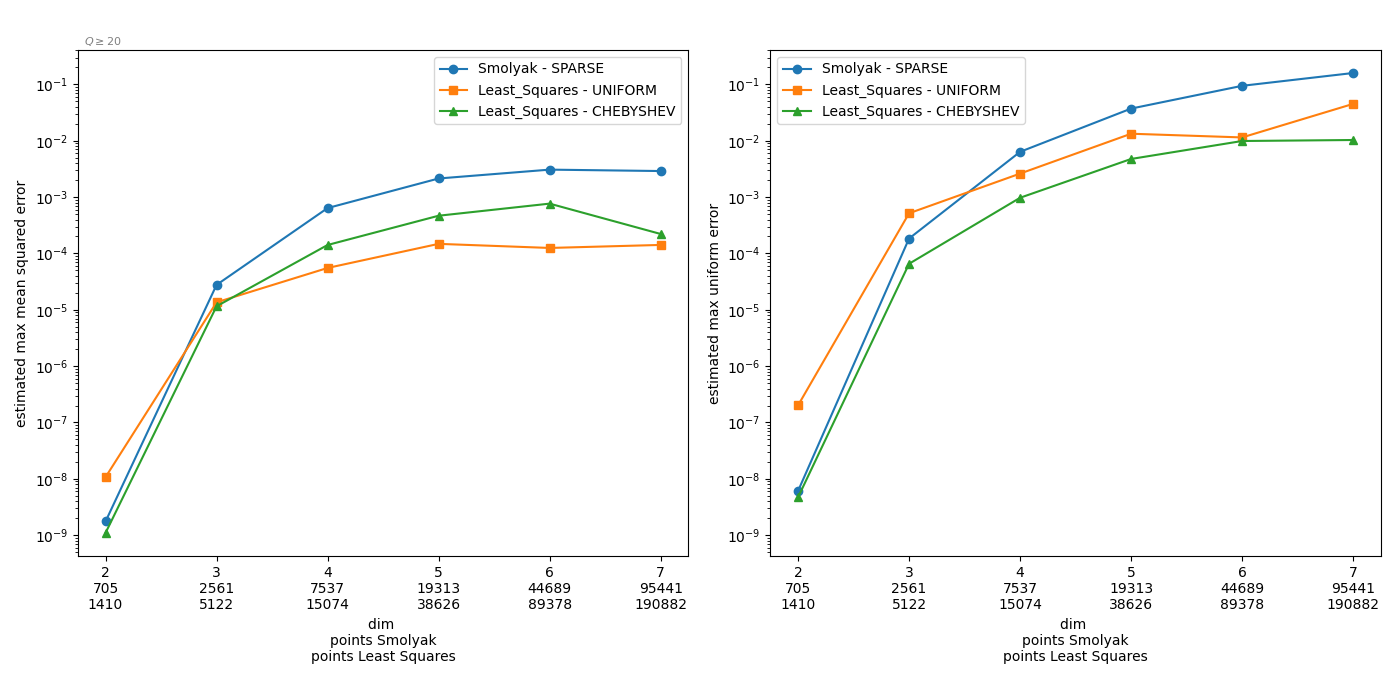 Q ≥ 20
Smolyak - SPARSE
Least_Squares - UNIFORM
Least_Squares - CHEBYSHEV
estimated max mean squared error
10⁻¹
10⁻²
10⁻³
10⁻⁴
10⁻⁵
10⁻⁶
10⁻⁷
10⁻⁸
10⁻⁹
2 3 4 5 6 7
705 2561 7537 19313 44689 95441
1410 5122 15074 38626 89378 190882
dim
points Smolyak
points Least Squares
Smolyak - SPARSE
Least_Squares - UNIFORM
Least_Squares - CHEBYSHEV
estimated max uniform error
10⁻¹
10⁻²
10⁻³
10⁻⁴
10⁻⁵
10⁻⁶
10⁻⁷
10⁻⁸
10⁻⁹
2 3 4 5 6 7
705 2561 7537 19313 44689 95441
1410 5122 15074 38626 89378 190882
dim
points Smolyak
points Least Squares